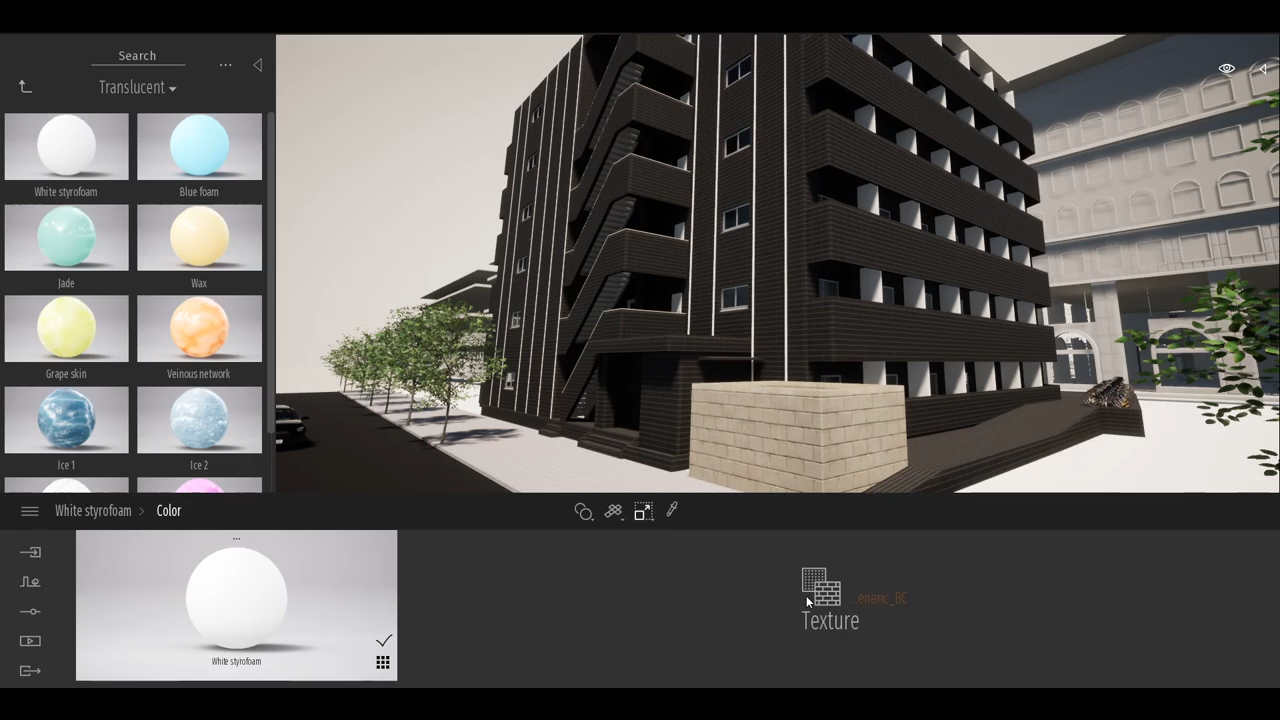 Search
...
Translucent
White styrofoam
Blue foam
Jade
Wax
Grape skin
Veinous network
Ice 1
Ice 2
White styrofoam > Color
...
White styrofoam
...eneric_BC
Texture